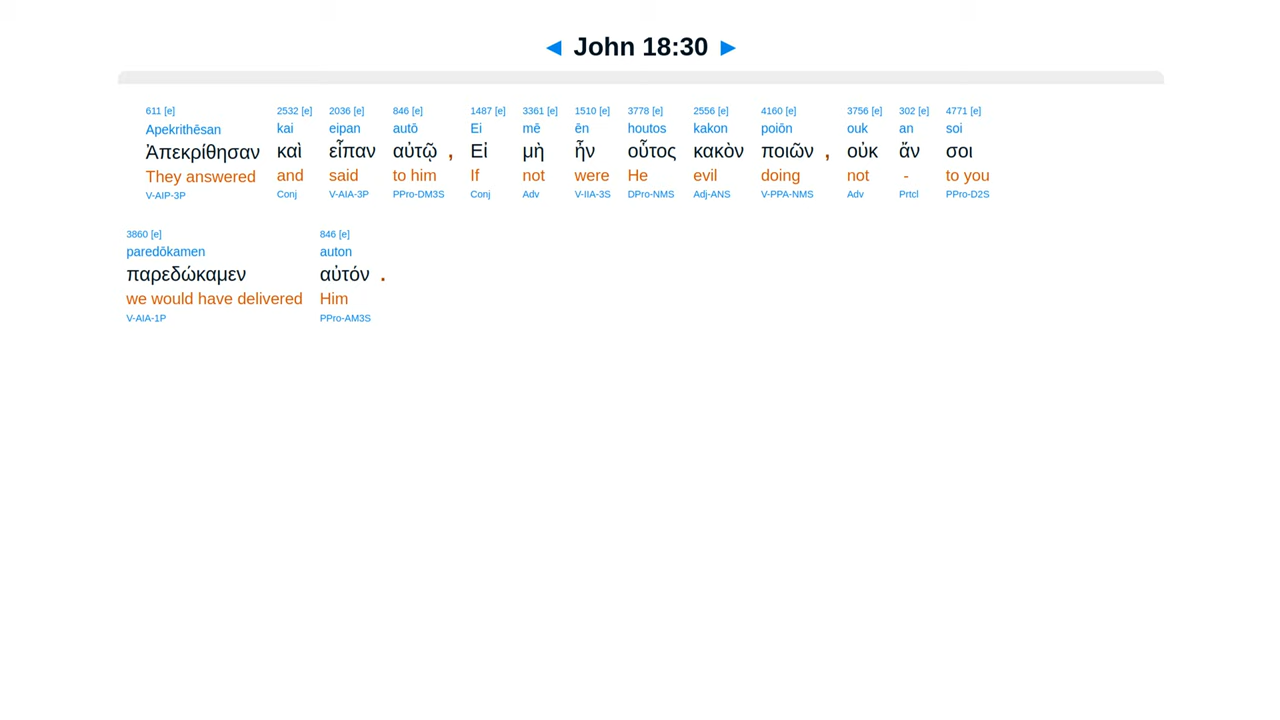 ◄ John 18:30 ►
611 [e] 2532 [e] 2036 [e] 846 [e] 1487 [e] 3361 [e] 1510 [e] 3778 [e] 2556 [e] 4160 [e] 3756 [e] 302 [e] 4771 [e]
Apekrithēsan kai eipan autō Ei mē ēn houtos kakon poiōn ouk an soi
Ἀπεκρίθησαν καὶ εἶπαν αὐτῷ , Εἰ μὴ ἦν οὗτος κακὸν ποιῶν , οὐκ ἄν σοι
They answered and said to him If not were He evil doing not - to you
V-AIP-3P Conj V-AIA-3P PPro-DM3S Conj Adv V-IIA-3S DPro-NMS Adj-ANS V-PPA-NMS Adv Prtcl PPro-D2S
3860 [e] 846 [e]
paredōkamen auton
παρεδώκαμεν αὐτόν .
we would have delivered Him
V-AIA-1P PPro-AM3S